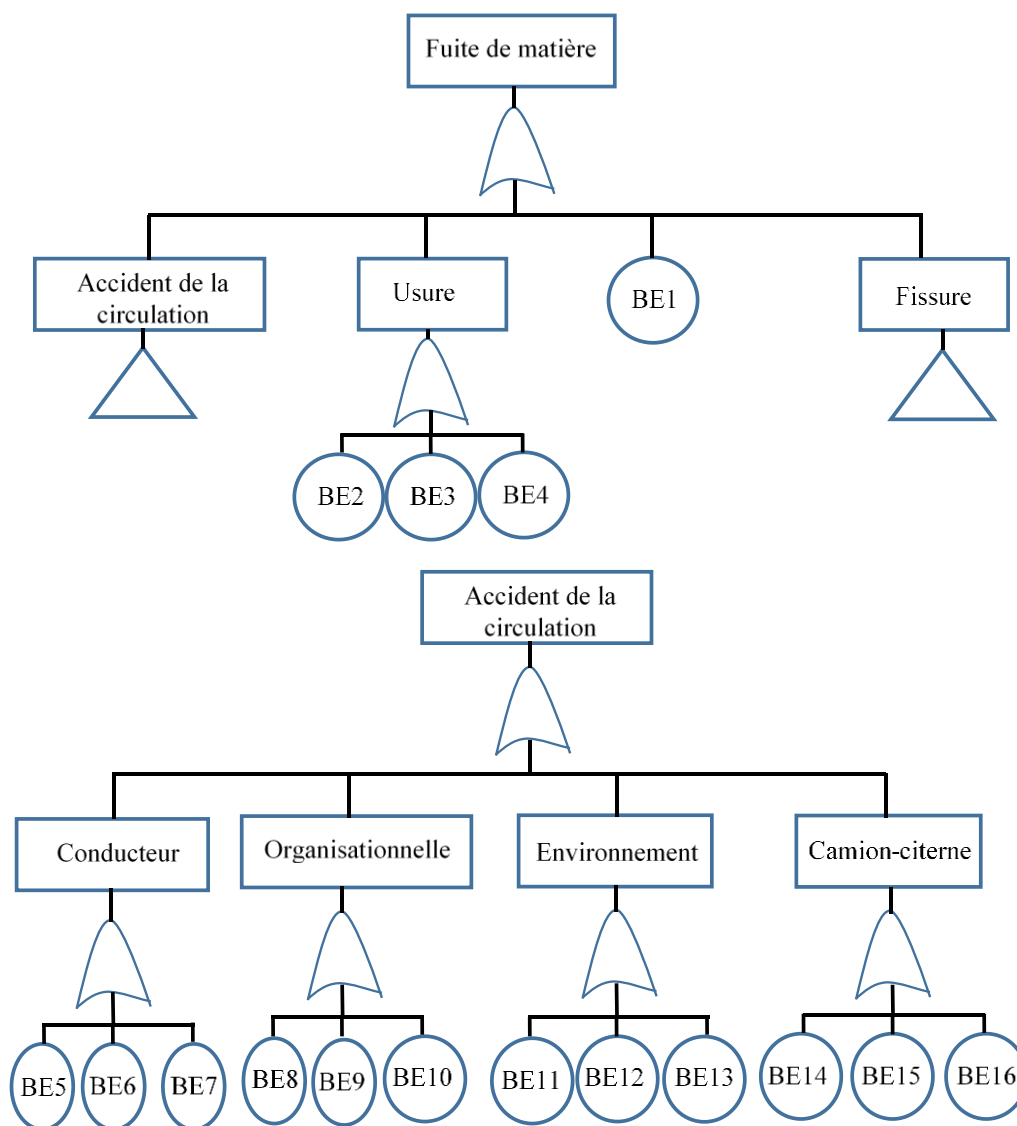 Fuite de matière
Accident de la
circulation
Usure
BE1
Fissure
BE2
BE3
BE4
Accident de la
circulation
Conducteur
Organisationnelle
Environnement
Camion-citerne
BE5
BE6
BE7
BE8
BE9
BE10
BE11
BE12
BE13
BE14
BE15
BE16